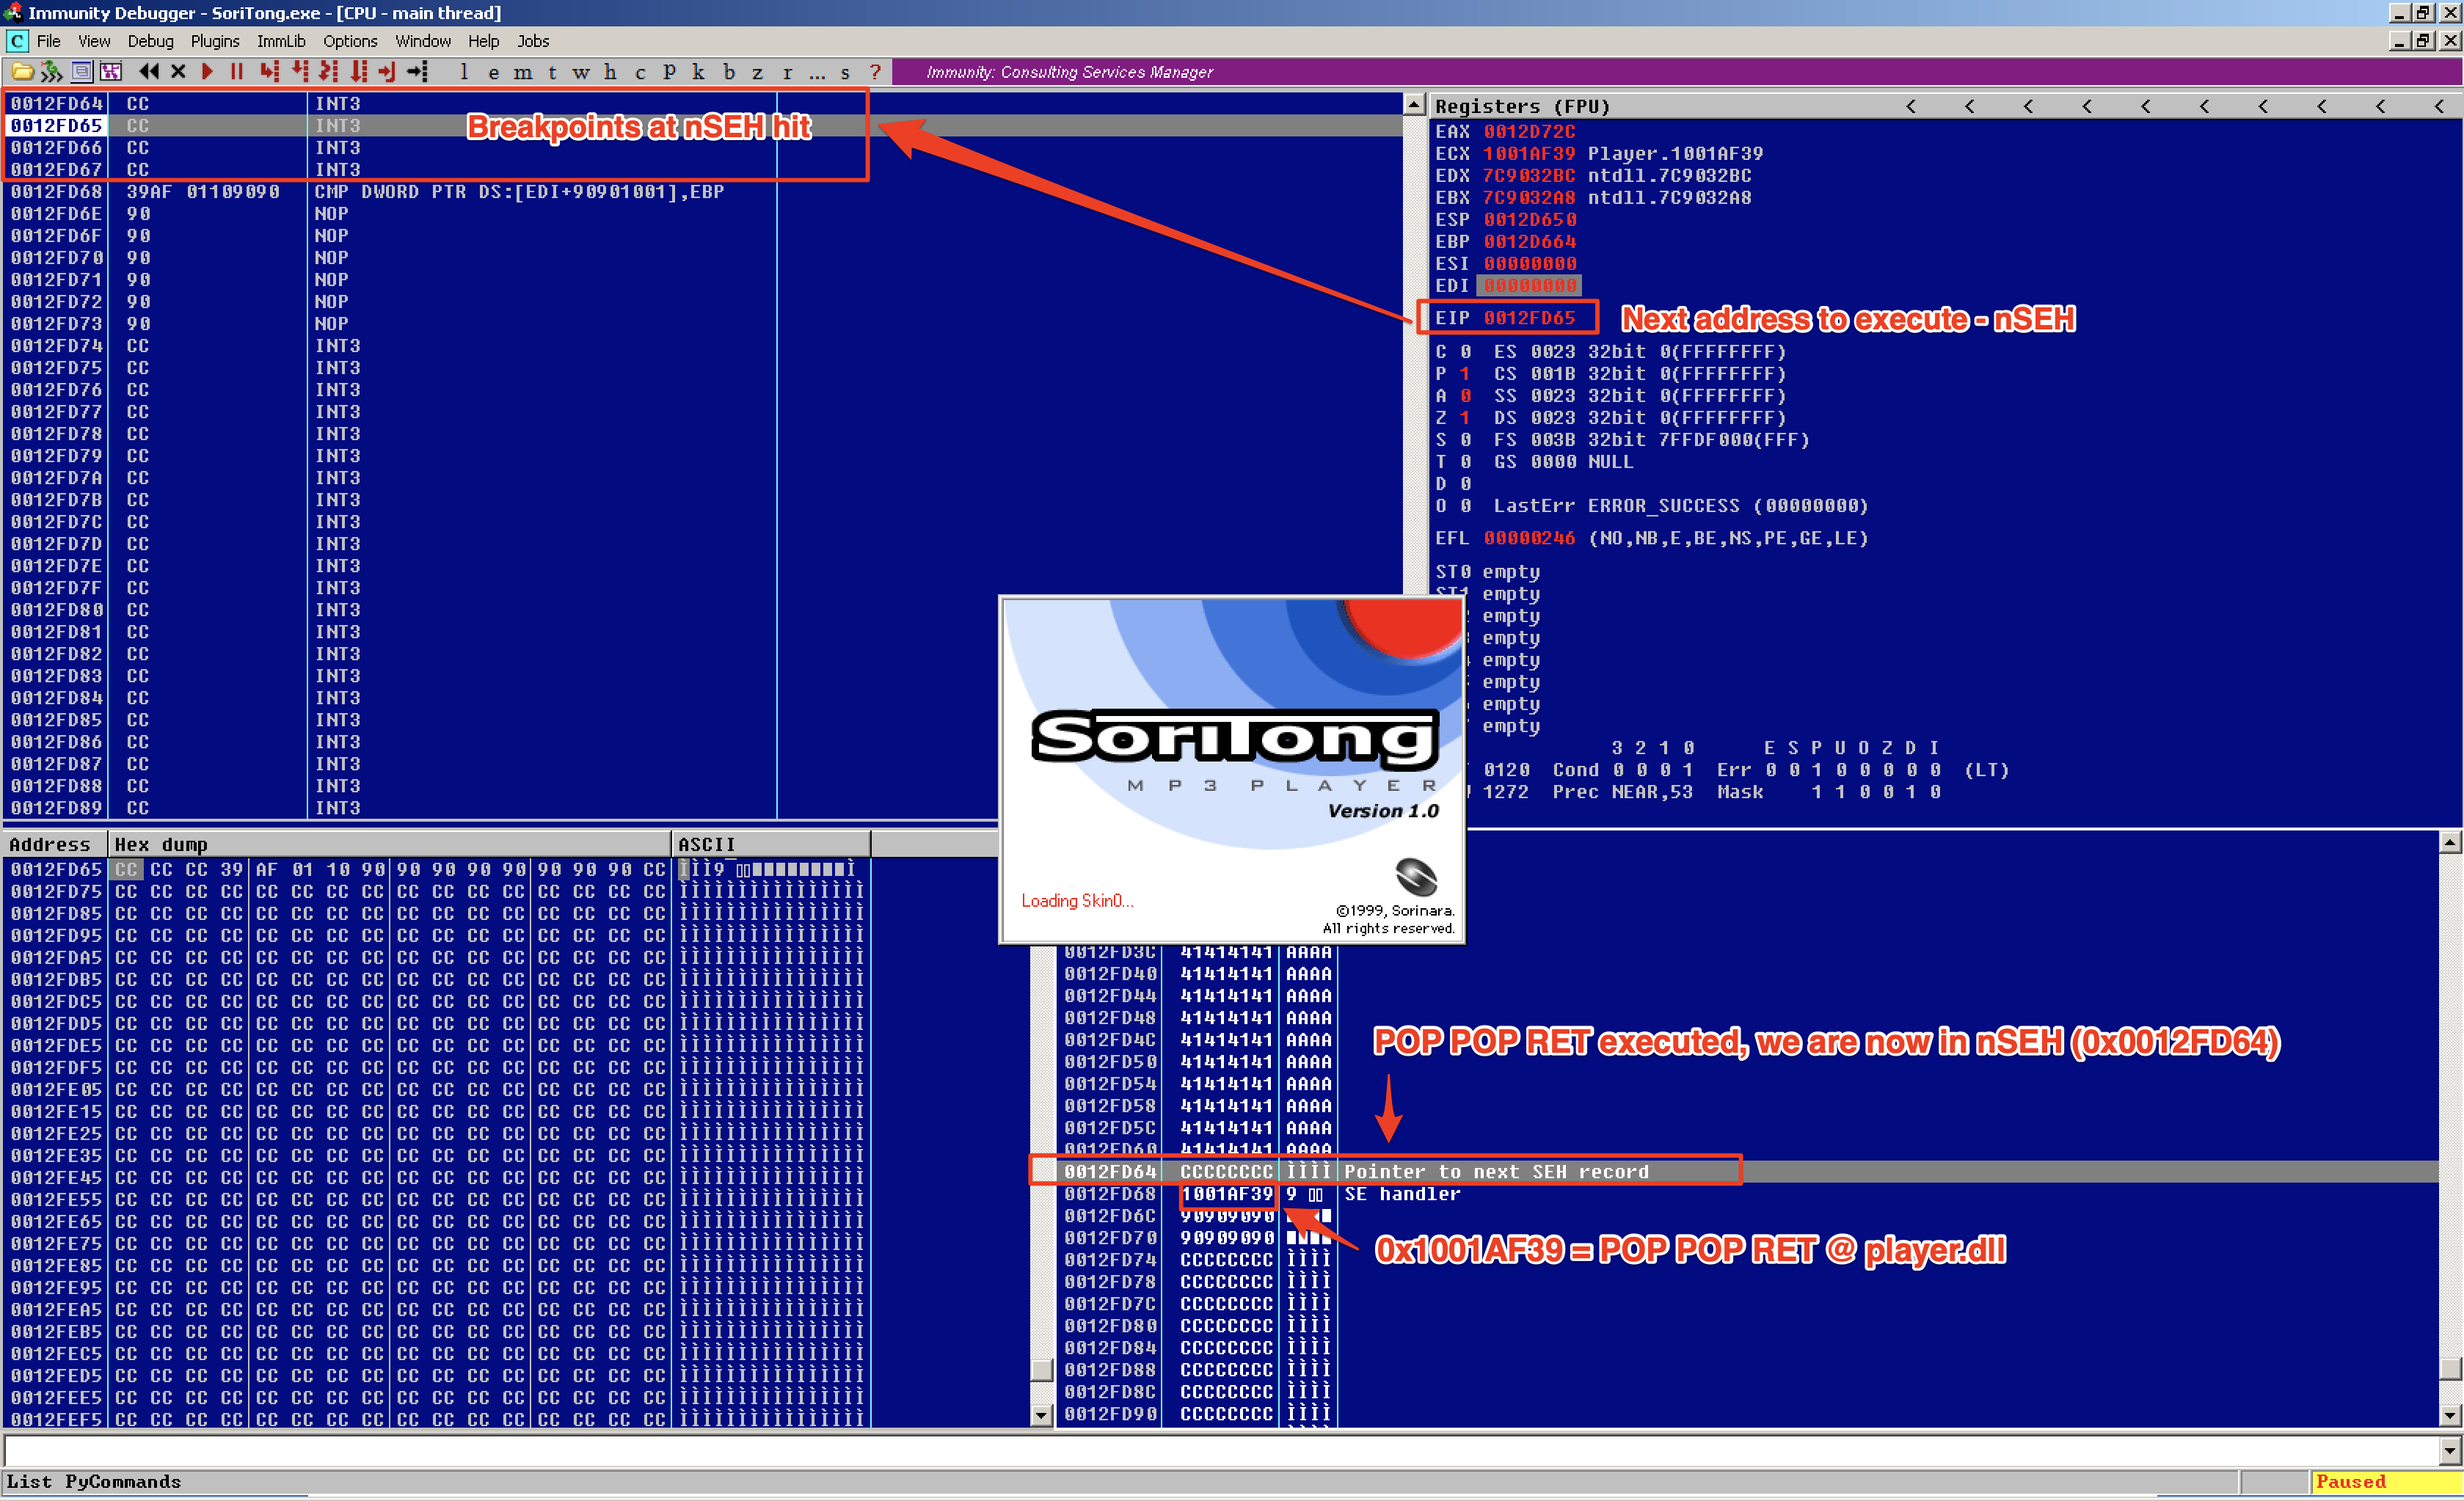 Immunity Debugger - SoriTong.exe - [CPU - main thread]
C File View Debug Plugins ImmLib Options Window Help Jobs
l e m t w h c P k b z r ... s ?
Immunity: Consulting Services Manager
0012FD64 CC INT3
0012FD65 CC INT3
Breakpoints at nSEH hit
0012FD66 CC INT3
0012FD67 CC INT3
0012FD68 39AF 01109090 CMP DWORD PTR DS:[EDI+90901001],EBP
0012FD6E 90 NOP
0012FD6F 90 NOP
0012FD70 90 NOP
0012FD71 90 NOP
0012FD72 90 NOP
0012FD73 90 NOP
0012FD74 CC INT3
0012FD75 CC INT3
0012FD76 CC INT3
0012FD77 CC INT3
0012FD78 CC INT3
0012FD79 CC INT3
0012FD7A CC INT3
0012FD7B CC INT3
0012FD7C CC INT3
0012FD7D CC INT3
0012FD7E CC INT3
0012FD7F CC INT3
0012FD80 CC INT3
0012FD81 CC INT3
0012FD82 CC INT3
0012FD83 CC INT3
0012FD84 CC INT3
0012FD85 CC INT3
0012FD86 CC INT3
0012FD87 CC INT3
0012FD88 CC INT3
0012FD89 CC INT3
Registers (FPU) < < < < < < < < < <
EAX 0012D72C
ECX 1001AF39 Player.1001AF39
EDX 7C9032BC ntdll.7C9032BC
EBX 7C9032A8 ntdll.7C9032A8
ESP 0012D650
EBP 0012D664
ESI 00000000
EDI 00000000
EIP 0012FD65
Next address to execute - nSEH
C 0 ES 0023 32bit 0(FFFFFFFF)
P 1 CS 001B 32bit 0(FFFFFFFF)
A 0 SS 0023 32bit 0(FFFFFFFF)
Z 1 DS 0023 32bit 0(FFFFFFFF)
S 0 FS 003B 32bit 7FFDF000(FFF)
T 0 GS 0000 NULL
D 0
O 0 LastErr ERROR_SUCCESS (00000000)
EFL 00000246 (NO,NB,E,BE,NS,PE,GE,LE)
ST0 empty
ST1 empty
empty
empty
empty
empty
empty
empty
3 2 1 0 E S P U O Z D I
0120 Cond 0 0 0 1 Err 0 0 1 0 0 0 0 0 (LT)
1272 Prec NEAR,53 Mask 1 1 0 0 1 0
SoriTong
MP3 PLAYER
Version 1.0
Loading Skin0...
©1999, Sorinara.
All rights reserved.
Address Hex dump ASCII
0012FD65 CC CC CC 39 AF 01 10 90 90 90 90 90 90 90 90 CC ÌÌÌ9
0012FD75 CC CC CC CC CC CC CC CC CC CC CC CC CC CC CC CC ÌÌÌÌÌÌÌÌÌÌÌÌÌÌÌÌ
0012FD85 CC CC CC CC CC CC CC CC CC CC CC CC CC CC CC CC ÌÌÌÌÌÌÌÌÌÌÌÌÌÌÌÌ
0012FD95 CC CC CC CC CC CC CC CC CC CC CC CC CC CC CC CC ÌÌÌÌÌÌÌÌÌÌÌÌÌÌÌÌ
0012FDA5 CC CC CC CC CC CC CC CC CC CC CC CC CC CC CC CC ÌÌÌÌÌÌÌÌÌÌÌÌÌÌÌÌ
0012FDB5 CC CC CC CC CC CC CC CC CC CC CC CC CC CC CC CC ÌÌÌÌÌÌÌÌÌÌÌÌÌÌÌÌ
0012FDC5 CC CC CC CC CC CC CC CC CC CC CC CC CC CC CC CC ÌÌÌÌÌÌÌÌÌÌÌÌÌÌÌÌ
0012FDD5 CC CC CC CC CC CC CC CC CC CC CC CC CC CC CC CC ÌÌÌÌÌÌÌÌÌÌÌÌÌÌÌÌ
0012FDE5 CC CC CC CC CC CC CC CC CC CC CC CC CC CC CC CC ÌÌÌÌÌÌÌÌÌÌÌÌÌÌÌÌ
0012FDF5 CC CC CC CC CC CC CC CC CC CC CC CC CC CC CC CC ÌÌÌÌÌÌÌÌÌÌÌÌÌÌÌÌ
0012FE05 CC CC CC CC CC CC CC CC CC CC CC CC CC CC CC CC ÌÌÌÌÌÌÌÌÌÌÌÌÌÌÌÌ
0012FE15 CC CC CC CC CC CC CC CC CC CC CC CC CC CC CC CC ÌÌÌÌÌÌÌÌÌÌÌÌÌÌÌÌ
0012FE25 CC CC CC CC CC CC CC CC CC CC CC CC CC CC CC CC ÌÌÌÌÌÌÌÌÌÌÌÌÌÌÌÌ
0012FE35 CC CC CC CC CC CC CC CC CC CC CC CC CC CC CC CC ÌÌÌÌÌÌÌÌÌÌÌÌÌÌÌÌ
0012FE45 CC CC CC CC CC CC CC CC CC CC CC CC CC CC CC CC ÌÌÌÌÌÌÌÌÌÌÌÌÌÌÌÌ
0012FE55 CC CC CC CC CC CC CC CC CC CC CC CC CC CC CC CC ÌÌÌÌÌÌÌÌÌÌÌÌÌÌÌÌ
0012FE65 CC CC CC CC CC CC CC CC CC CC CC CC CC CC CC CC ÌÌÌÌÌÌÌÌÌÌÌÌÌÌÌÌ
0012FE75 CC CC CC CC CC CC CC CC CC CC CC CC CC CC CC CC ÌÌÌÌÌÌÌÌÌÌÌÌÌÌÌÌ
0012FE85 CC CC CC CC CC CC CC CC CC CC CC CC CC CC CC CC ÌÌÌÌÌÌÌÌÌÌÌÌÌÌÌÌ
0012FE95 CC CC CC CC CC CC CC CC CC CC CC CC CC CC CC CC ÌÌÌÌÌÌÌÌÌÌÌÌÌÌÌÌ
0012FEA5 CC CC CC CC CC CC CC CC CC CC CC CC CC CC CC CC ÌÌÌÌÌÌÌÌÌÌÌÌÌÌÌÌ
0012FEB5 CC CC CC CC CC CC CC CC CC CC CC CC CC CC CC CC ÌÌÌÌÌÌÌÌÌÌÌÌÌÌÌÌ
0012FEC5 CC CC CC CC CC CC CC CC CC CC CC CC CC CC CC CC ÌÌÌÌÌÌÌÌÌÌÌÌÌÌÌÌ
0012FED5 CC CC CC CC CC CC CC CC CC CC CC CC CC CC CC CC ÌÌÌÌÌÌÌÌÌÌÌÌÌÌÌÌ
0012FEE5 CC CC CC CC CC CC CC CC CC CC CC CC CC CC CC CC ÌÌÌÌÌÌÌÌÌÌÌÌÌÌÌÌ
0012FEF5 CC CC CC CC CC CC CC CC CC CC CC CC CC CC CC CC ÌÌÌÌÌÌÌÌÌÌÌÌÌÌÌÌ
0012FD3C 41414141 AAAA
0012FD40 41414141 AAAA
0012FD44 41414141 AAAA
0012FD48 41414141 AAAA
0012FD4C 41414141 AAAA
0012FD50 41414141 AAAA
0012FD54 41414141 AAAA
0012FD58 41414141 AAAA
0012FD5C 41414141 AAAA
0012FD60 41414141 AAAA
0012FD64 CCCCCCCC ÌÌÌÌ Pointer to next SEH record
0012FD68 1001AF39 9 SE handler
0012FD6C 90909090
0012FD70 90909090
0012FD74 CCCCCCCC ÌÌÌÌ
0012FD78 CCCCCCCC ÌÌÌÌ
0012FD7C CCCCCCCC ÌÌÌÌ
0012FD80 CCCCCCCC ÌÌÌÌ
0012FD84 CCCCCCCC ÌÌÌÌ
0012FD88 CCCCCCCC ÌÌÌÌ
0012FD8C CCCCCCCC ÌÌÌÌ
0012FD90 CCCCCCCC ÌÌÌÌ
POP POP RET executed, we are now in nSEH (0x0012FD64)
0x1001AF39 = POP POP RET @ player.dll
List PyCommands
Paused